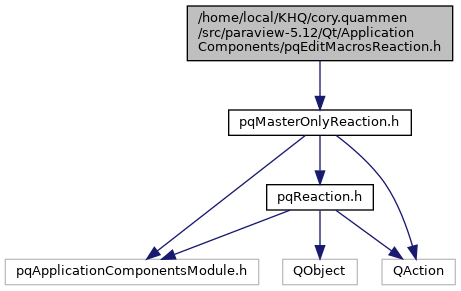 /home/local/KHQ/cory.quammen
/src/paraview-5.12/Qt/Application
Components/pqEditMacrosReaction.h
pqMasterOnlyReaction.h
pqReaction.h
pqApplicationComponentsModule.h
QObject
QAction